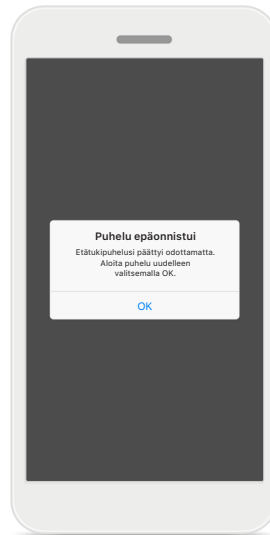 Puhelu epäonnistui
Etätukipuhelusi päättyi odottamatta.
Aloita puhelu uudelleen
valitsemalla OK.
OK